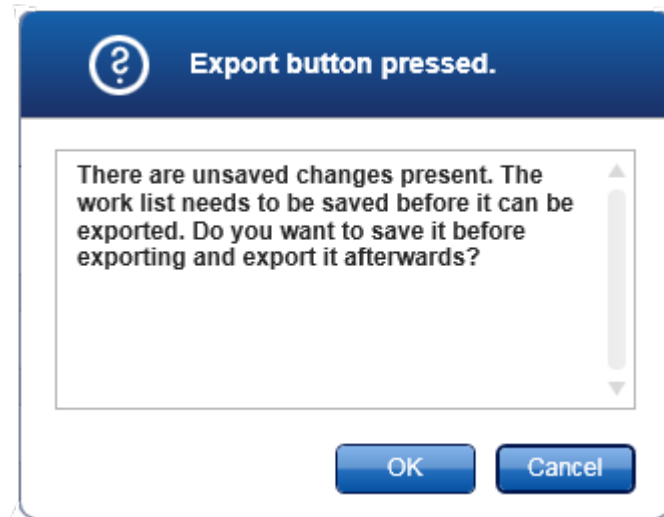 Export button pressed.
There are unsaved changes present. The
work list needs to be saved before it can be
exported. Do you want to save it before
exporting and export it afterwards?
OK
Cancel